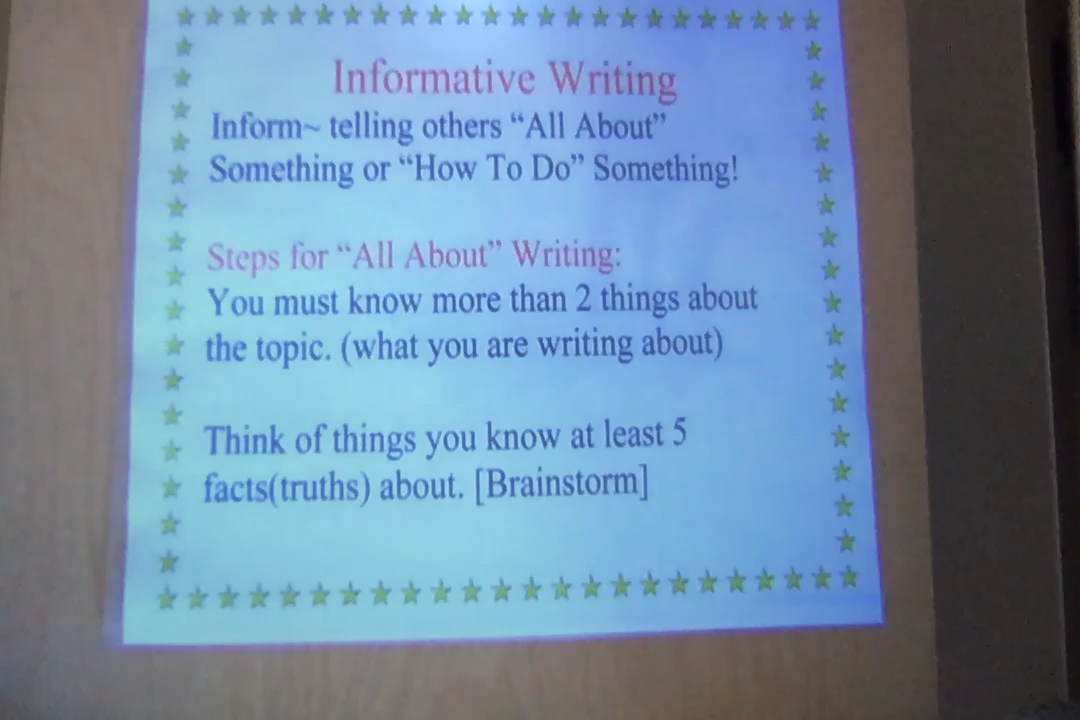 Informative Writing
Inform~ telling others “All About”
Something or “How To Do” Something!
Steps for “All About” Writing:
You must know more than 2 things about
the topic. (what you are writing about)
Think of things you know at least 5
facts(truths) about. [Brainstorm]